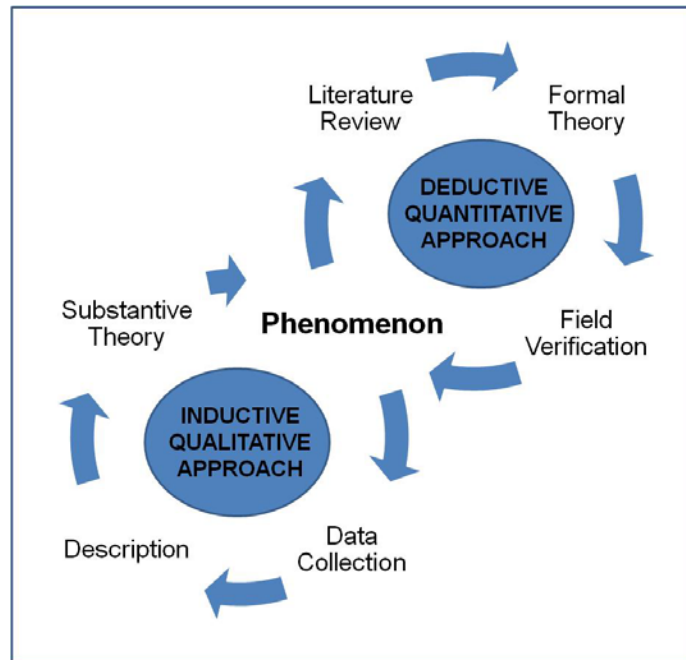 Literature
Review
Formal
Theory
DEDUCTIVE
QUANTITATIVE
APPROACH
Substantive
Theory
Phenomenon
Field
Verification
INDUCTIVE
QUALITATIVE
APPROACH
Description
Data
Collection